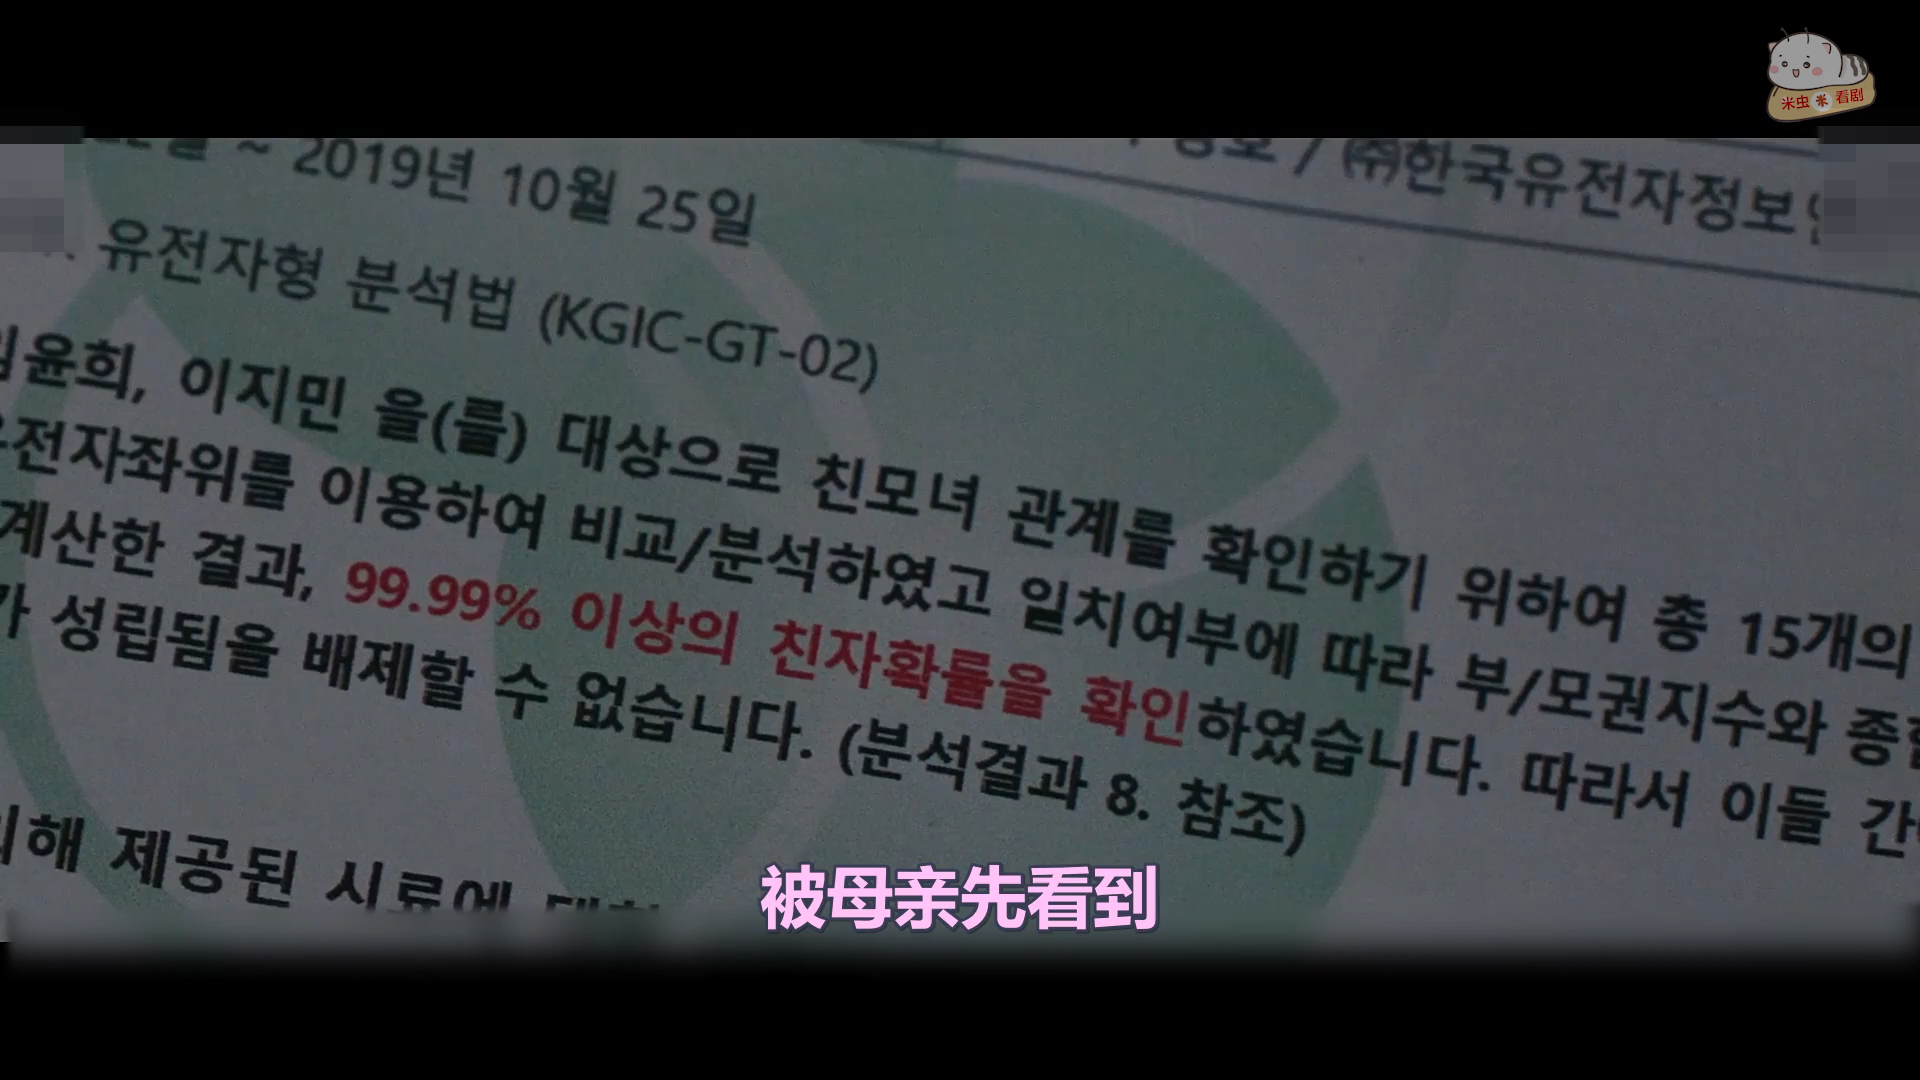 米虫 米 看剧
~ 2019년 10월 25일
/ ㈜한국유전자정보
유전자형 분석법 (KGIC-GT-02)
임윤희, 이지민 을(를) 대상으로 친모녀 관계를 확인하기 위하여 총 15개의
유전자좌위를 이용하여 비교/분석하였고 일치여부에 따라 부/모권지수와
계산한 결과, 99.99% 이상의 친자확률을 확인하였습니다. 따라서 이들 간
가 성립됨을 배제할 수 없습니다. (분석결과 8. 참조)
제공된 시료에
被母亲先看到